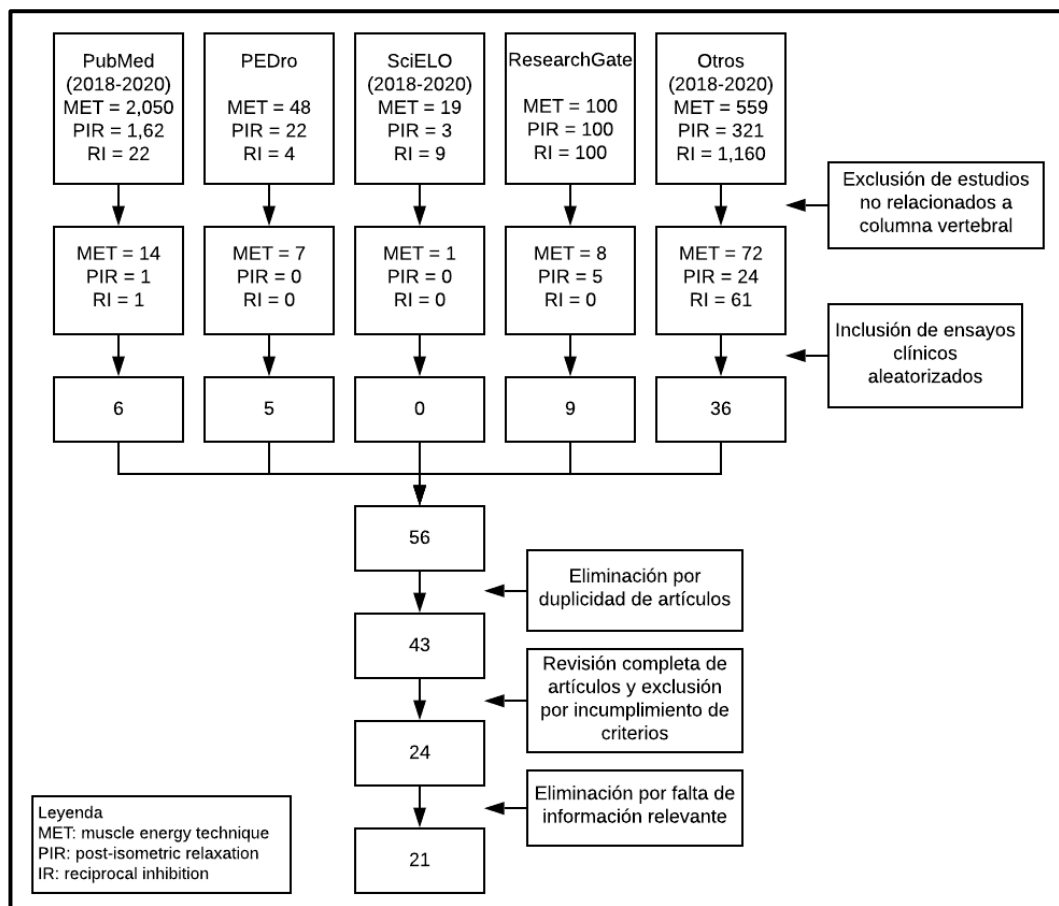 PubMed
(2018-2020)
MET = 2,050
PIR = 1,62
RI = 22
PEDro
MET = 48
PIR = 22
RI = 4
SciELO
(2018-2020)
MET = 19
PIR = 3
RI = 9
ResearchGate
MET = 100
PIR = 100
RI = 100
Otros
(2018-2020)
MET = 559
PIR = 321
RI = 1,160
Exclusión de estudios
no relacionados a
columna vertebral
MET = 14
PIR = 1
RI = 1
MET = 7
PIR = 0
RI = 0
MET = 1
PIR = 0
RI = 0
MET = 8
PIR = 5
RI = 0
MET = 72
PIR = 24
RI = 61
Inclusión de ensayos
clínicos
aleatorizados
6
5
0
9
36
56
Eliminación por
duplicidad de artículos
43
Revisión completa de
artículos y exclusión
por incumplimiento de
criterios
24
Eliminación por falta de
información relevante
21
Leyenda
MET: muscle energy technique
PIR: post-isometric relaxation
IR: reciprocal inhibition